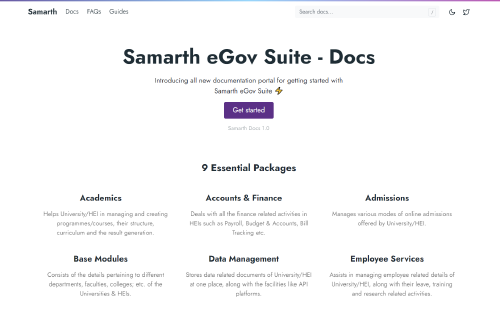 Samarth Docs FAQs Guides Search docs... /
Samarth eGov Suite - Docs
Introducing all new documentation portal for getting started with
Samarth eGov Suite ⚡
Get started
Samarth Docs 1.0
9 Essential Packages
Academics
Helps University/HEI in managing and creating
programmes/courses, their structure,
curriculum and the result generation.
Accounts & Finance
Deals with all the finance related activities in
HEIs such as Payroll, Budget & Accounts, Bill
Tracking etc.
Admissions
Manages various modes of online admissions
offered by University/HEI.
Base Modules
Consists of the details pertaining to different
departments, faculties, colleges, etc. of the
Universities & HEIs.
Data Management
Stores data related documents of University/HEI
at one place, along with the facilities like API
platforms.
Employee Services
Assists in managing employee related details of
University/HEI, along with their leave, training
and research related activities.